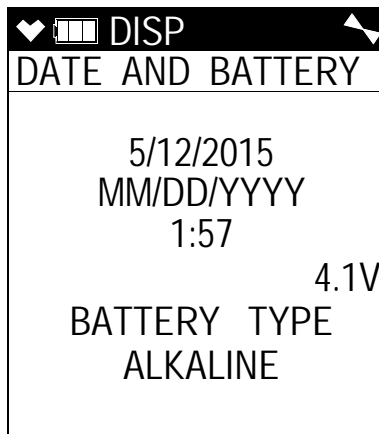 DISP
DATE AND BATTERY
5/12/2015
MM/DD/YYYY
1:57
4.1V
BATTERY TYPE
ALKALINE